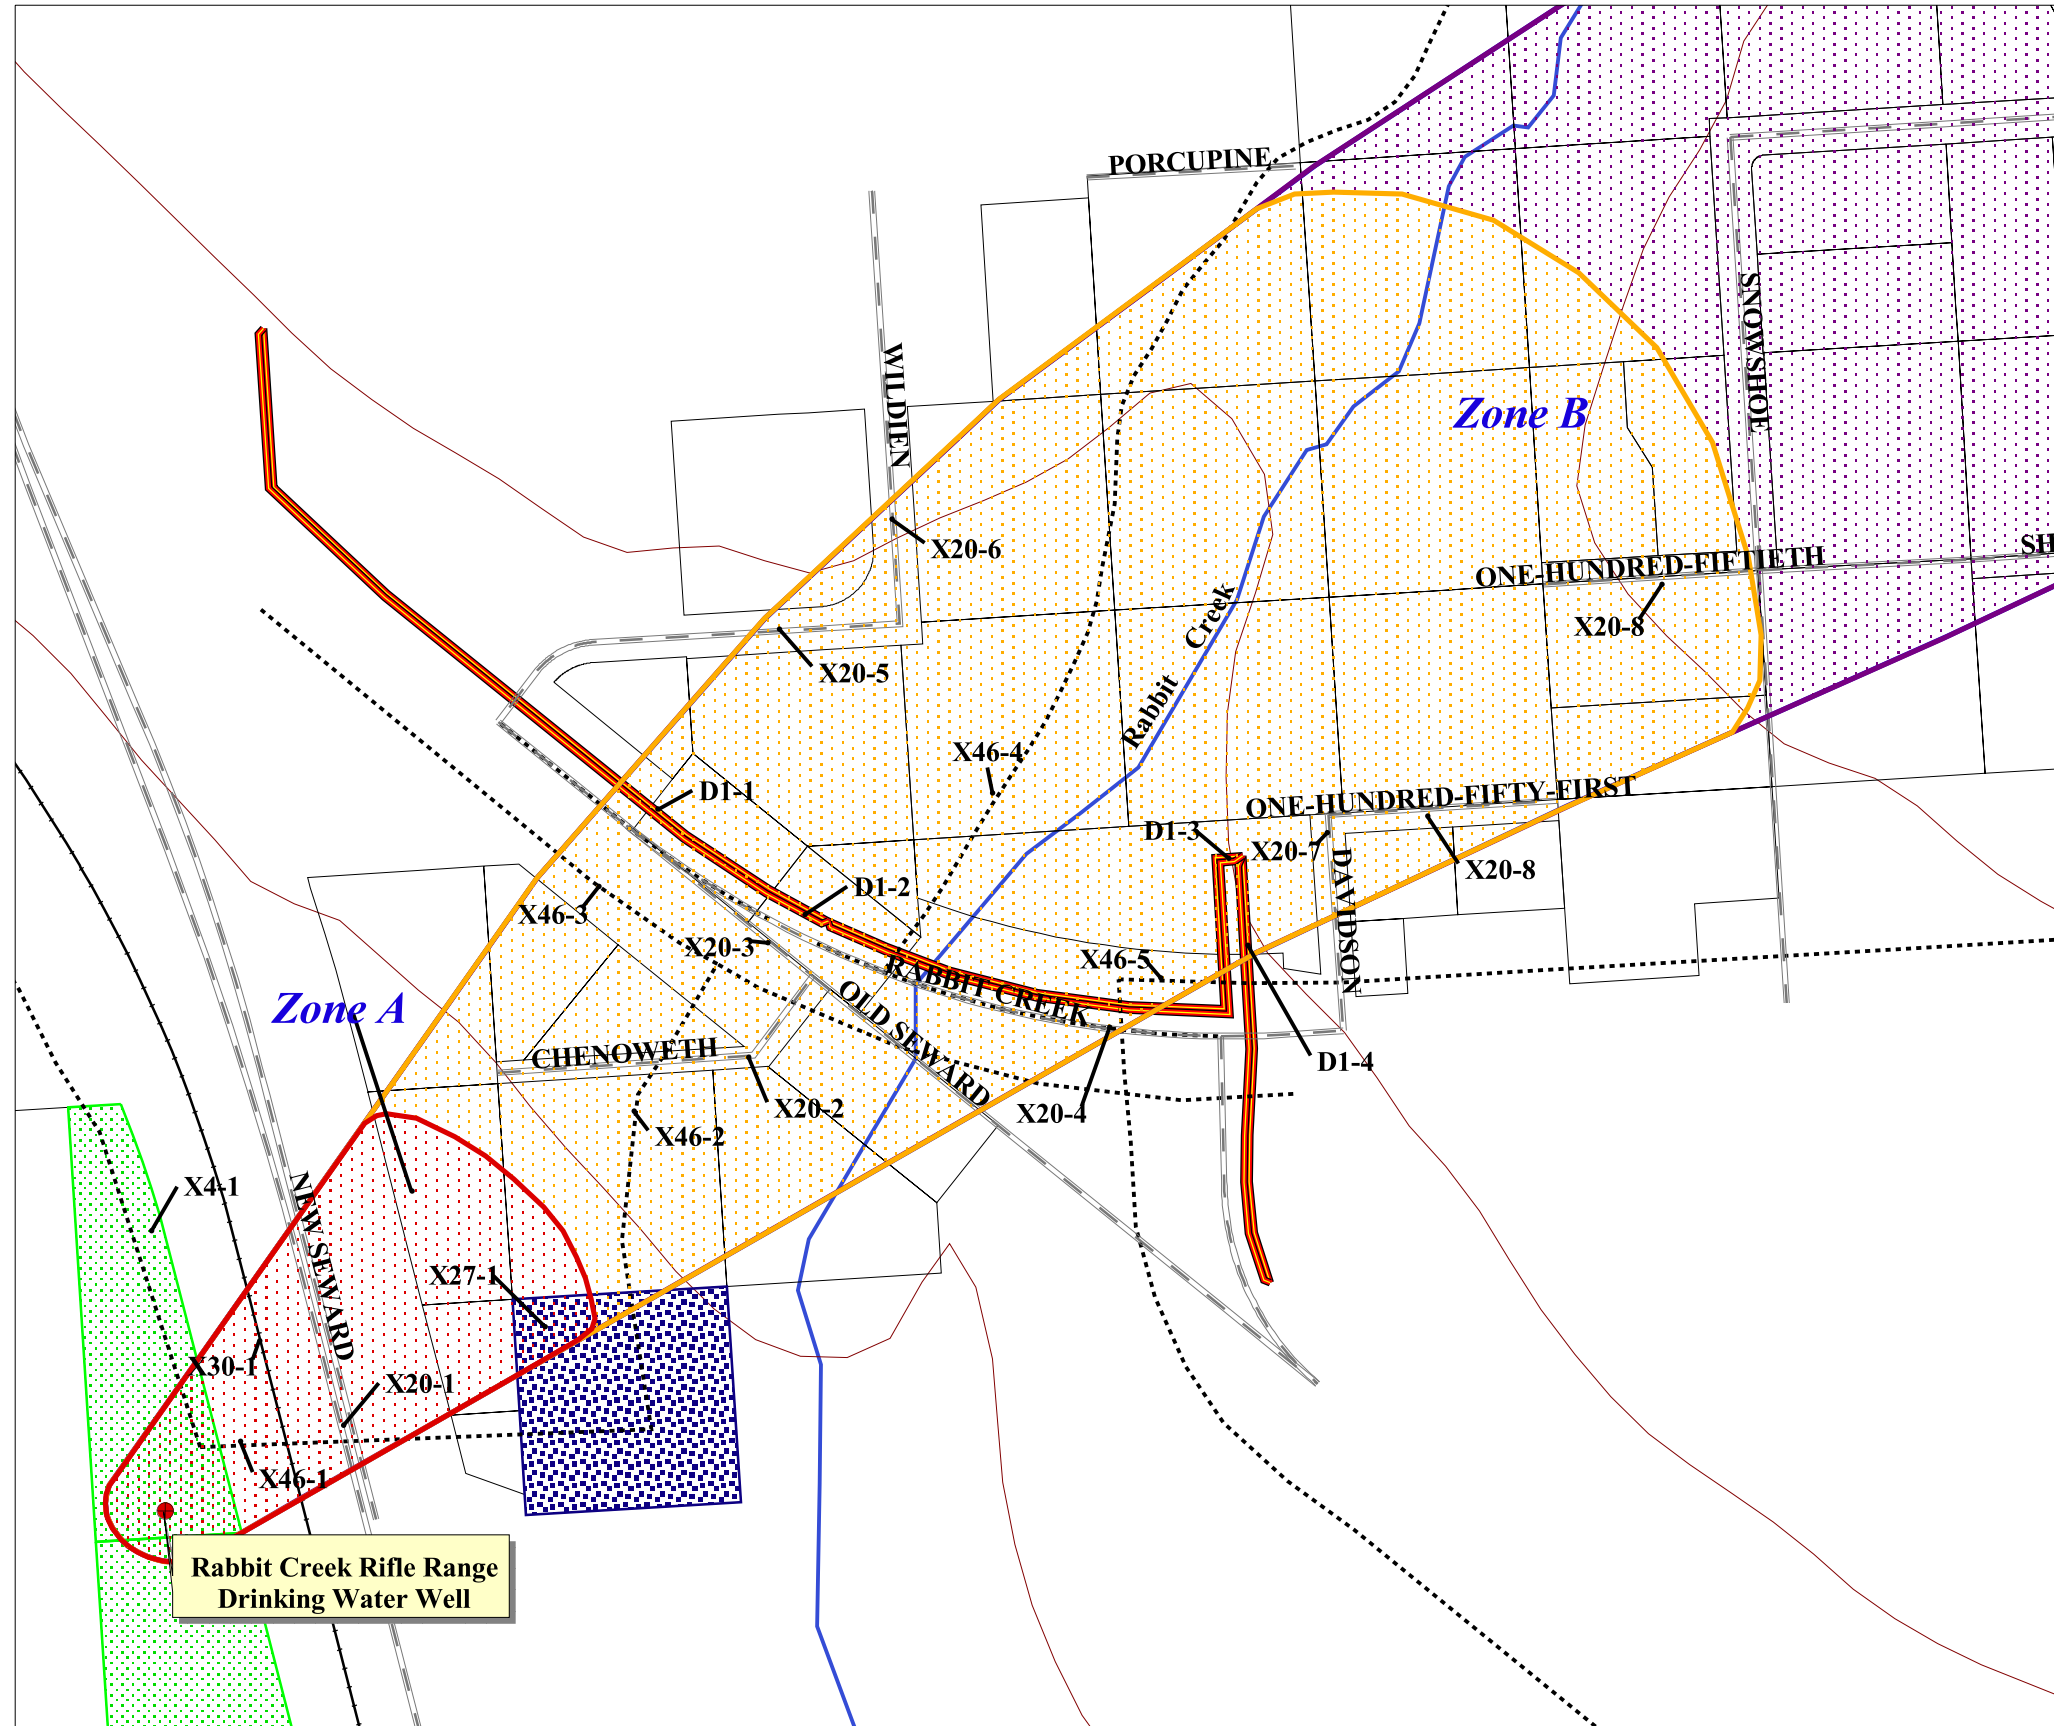 PORCUPINE
SNOWSHOE
WILDIEN
Zone B
X20-6
SH
ONE-HUNDRED-FIFTIETH
X20-8
Rabbit Creek
X20-5
X46-4
D1-1
ONE-HUNDRED-FIFTY-FIRST
D1-3
X20-7
X20-8
DAVIDSON
D1-2
X46-3
X20-3
X46-5
RABBIT CREEK
OLD SEWARD
Zone A
CHENOWETH
D1-4
X20-2
X20-4
X46-2
X4-1
NEW SEWARD
X27-1
X30-1
X20-1
X46-1
Rabbit Creek Rifle Range
Drinking Water Well